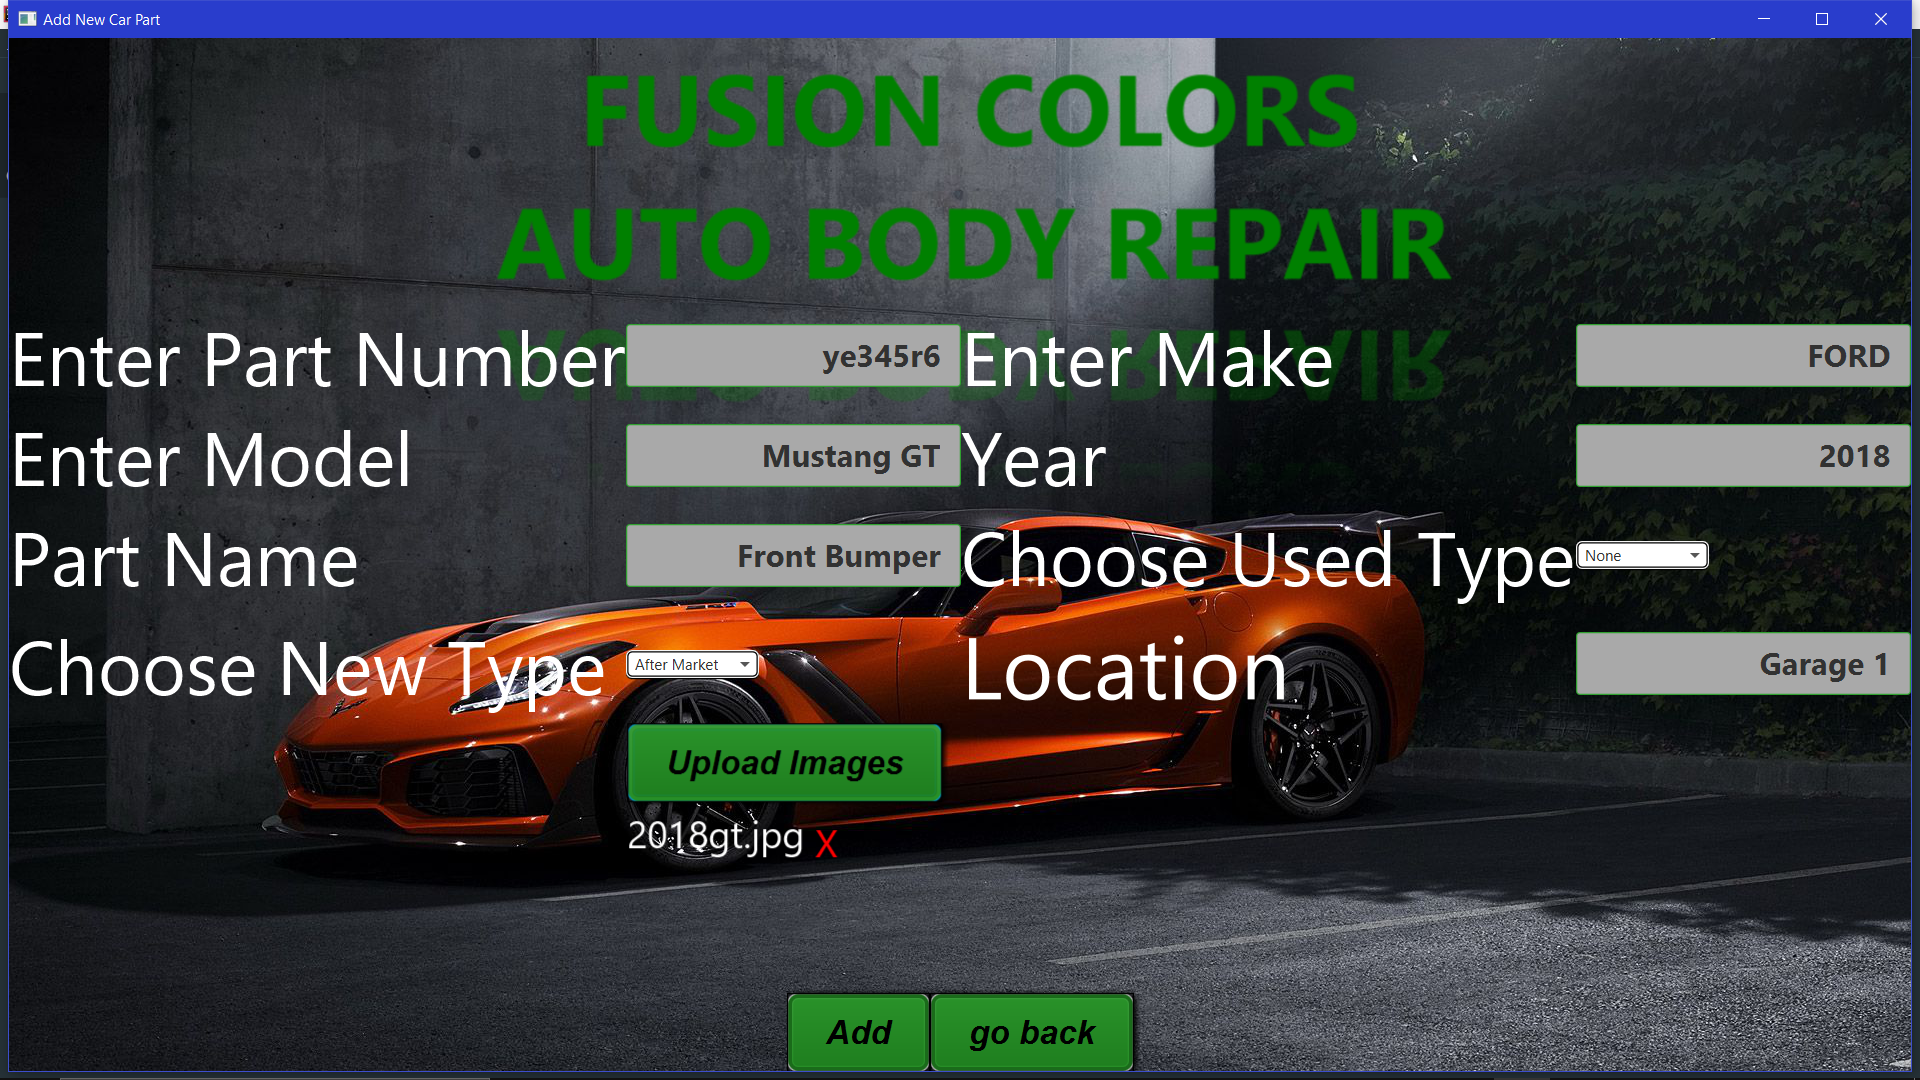 Add New Car Part
FUSION COLORS
AUTO BODY REPAIR
Enter Part Number ye345r6 Enter Make FORD
Enter Model Mustang GT Year 2018
Part Name Front Bumper Choose Used Type None
Choose New Type After Market Location Garage 1
Upload Images
2018gt.jpg X
Add go back